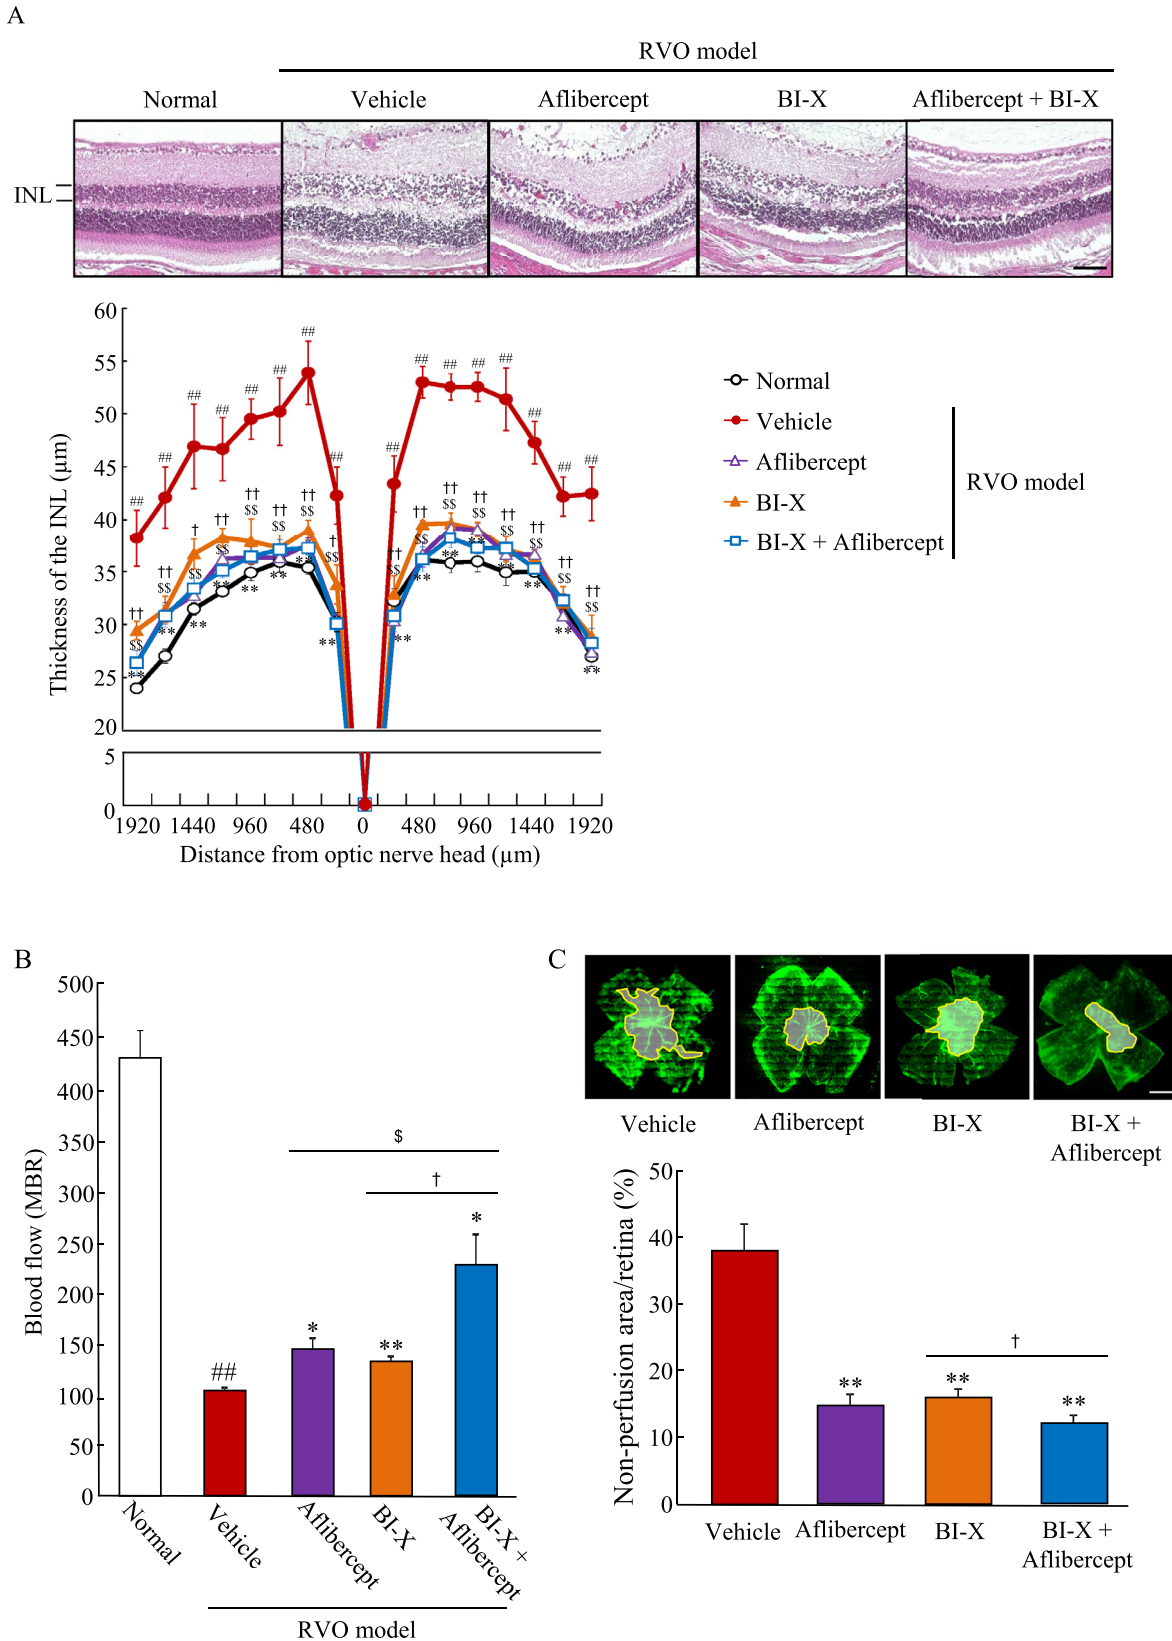 A
RVO model
Normal
Vehicle
Aflibercept
BI-X
Aflibercept + BI-X
INL
60
55
50
45
40
35
30
25
20
5
0
Thickness of the INL (µm)
## ## ## ## ## ## ## ##
## ## ## ## ## ## ## ##
†† †† † †† †† †† †† †
†† †† †† †† †† †† †† ††
$$ $$ $$ $$ $$ $$ $$ $$
$$ $$ $$ $$ $$ $$ $$ $$
** ** ** ** ** ** ** **
** ** ** ** ** ** ** **
1920 1440 960 480 0 480 960 1440 1920
Distance from optic nerve head (µm)
Normal
Vehicle
Aflibercept
BI-X
BI-X + Aflibercept
RVO model
B
500
450
400
350
300
250
200
150
100
50
0
Blood flow (MBR)
$
†
*
*
**
##
Normal
Vehicle
Aflibercept
BI-X
BI-X +
Aflibercept
RVO model
C
Vehicle
Aflibercept
BI-X
BI-X +
Aflibercept
50
40
30
20
10
0
Non-perfusion area/retina (%)
†
**
**
**
Vehicle
Aflibercept
BI-X
BI-X +
Aflibercept